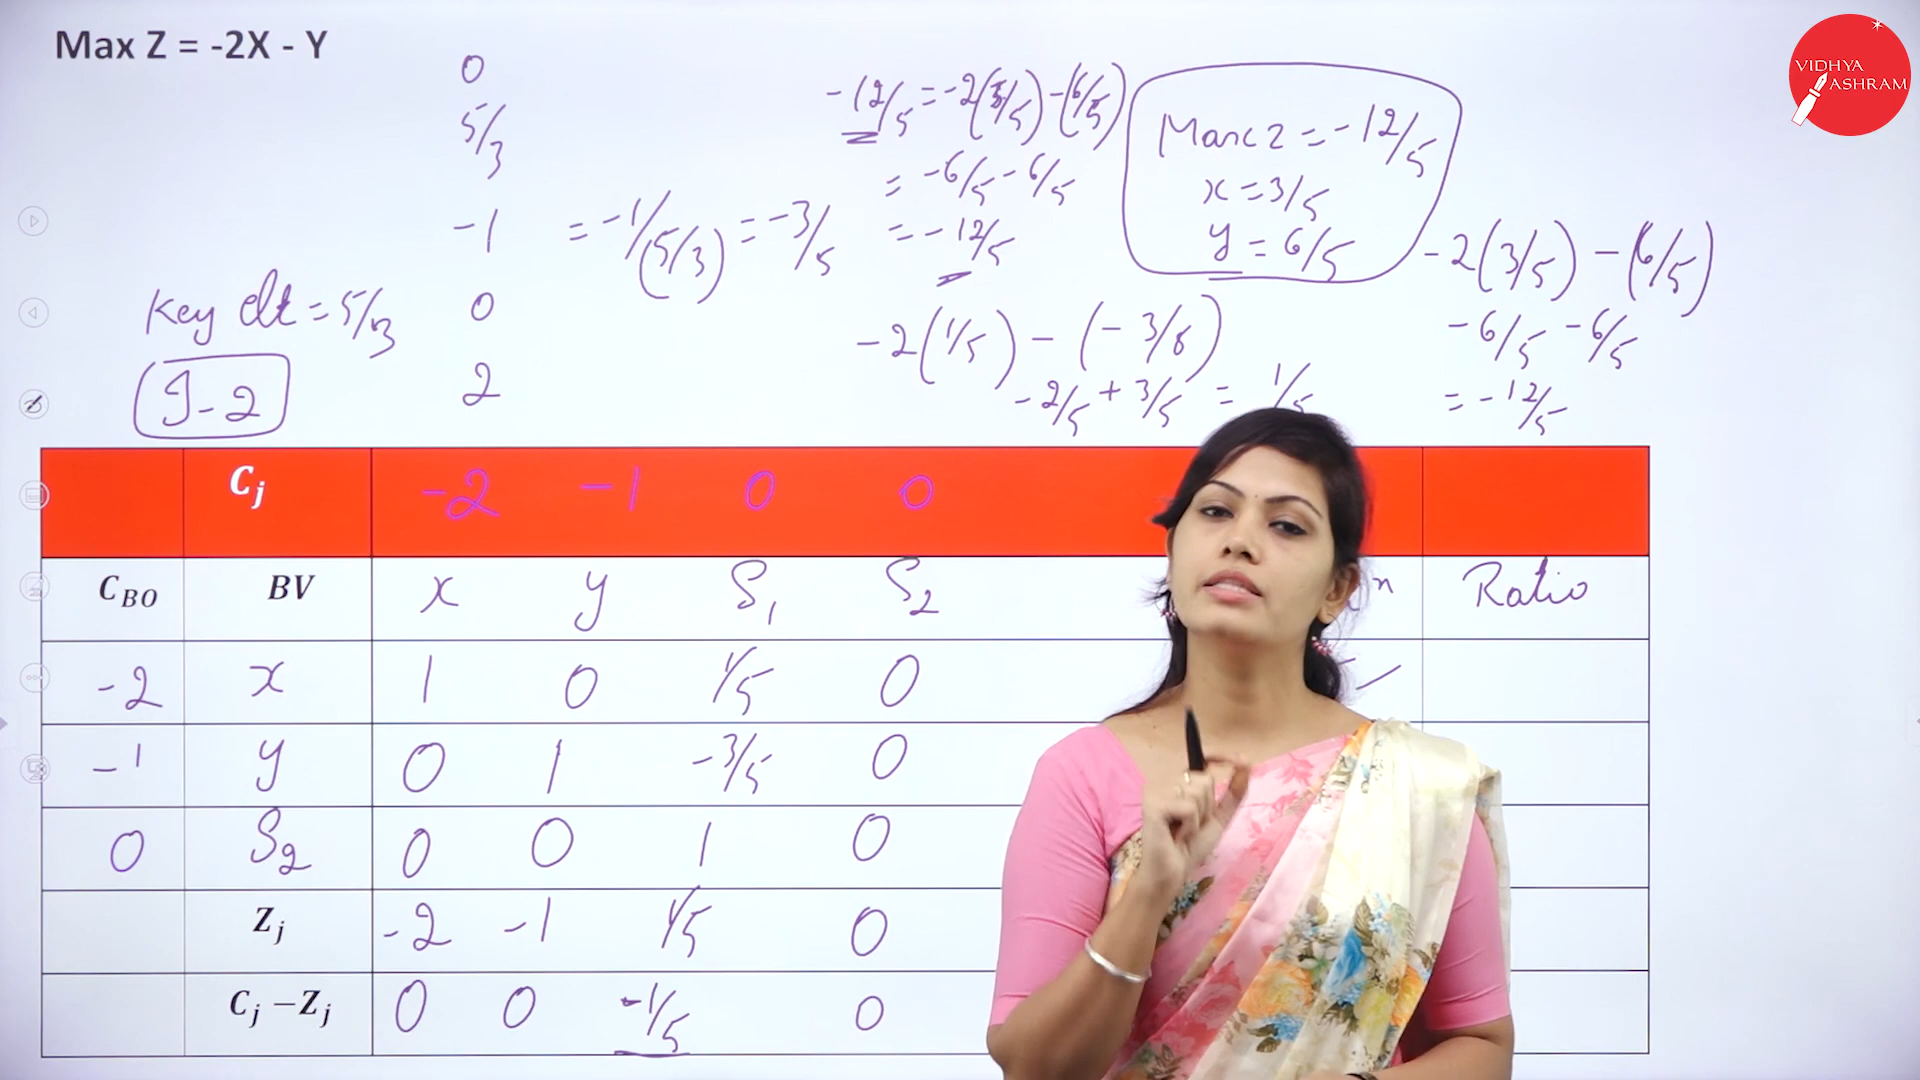 Max Z = -2X - Y
VIDHYA
ASHRAM
0
5/3
-1 = -1/(5/3) = -3/5
0
2
Key elt = 5/3
I-2
-12/5 = -2(3/5) - (6/5)
= -6/5 - 6/5
= -12/5
Max Z = -12/5
x = 3/5
y = 6/5
-2(3/5) - (6/5)
-6/5 - 6/5
= -12/5
-2(1/5) - (-3/5)
-2/5 + 3/5 = 1/5
Cj -2 -1 0 0
CBO BV x y S1 S2 n Ratio
-2 x 1 0 1/5 0
-1 y 0 1 -3/5 0
0 S2 0 0 1 0
Zj -2 -1 1/5 0
Cj -Zj 0 0 -1/5 0